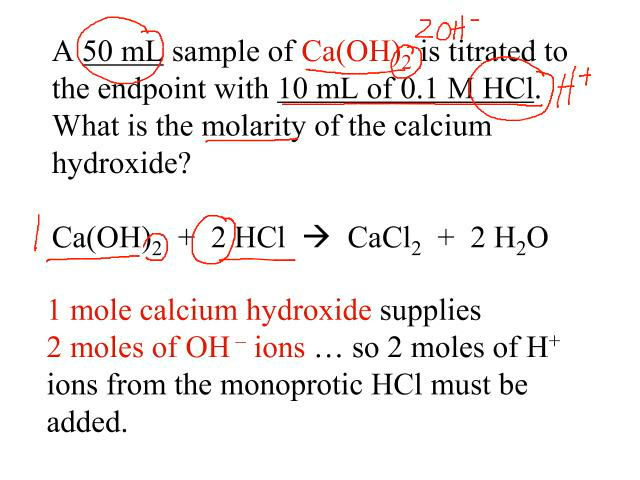 2OH⁻
A 50 mL sample of Ca(OH)₂ is titrated to
the endpoint with 10 mL of 0.1 M HCl. H⁺
What is the molarity of the calcium
hydroxide?
1 Ca(OH)₂ + 2 HCl → CaCl₂ + 2 H₂O
1 mole calcium hydroxide supplies
2 moles of OH⁻ ions … so 2 moles of H⁺
ions from the monoprotic HCl must be
added.